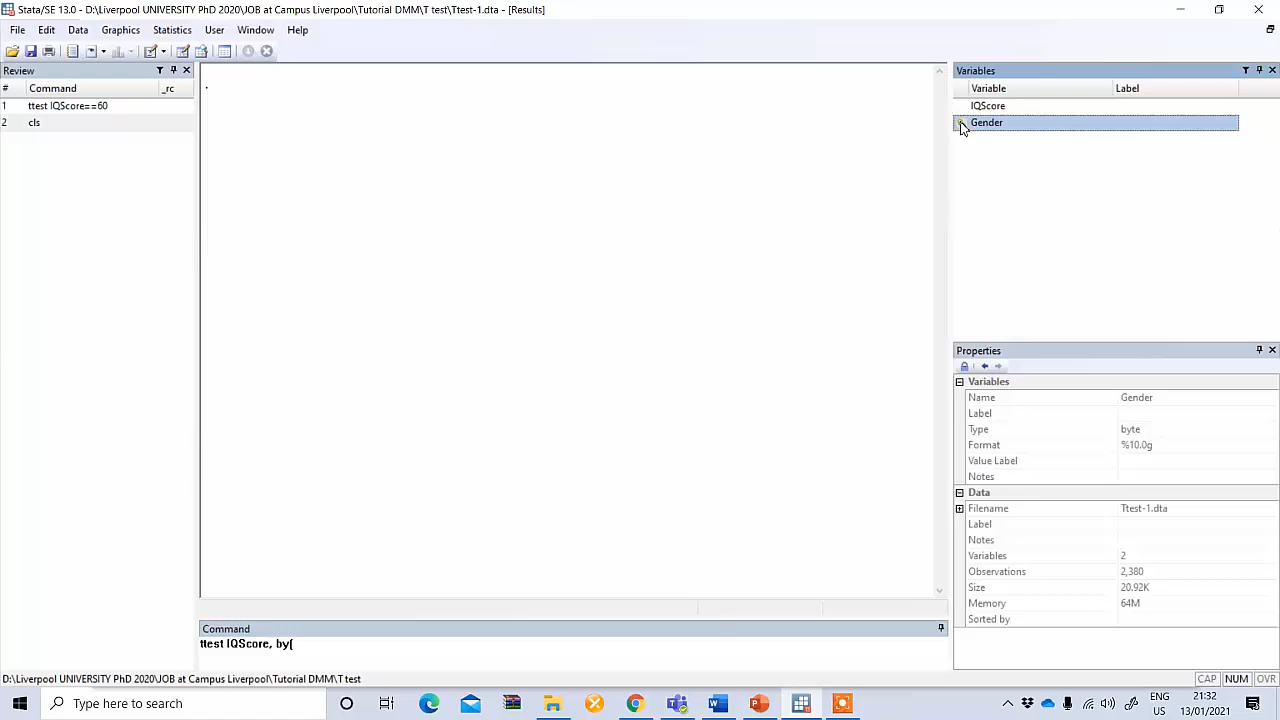 Stata/SE 13.0 - D:\Liverpool UNIVERSITY PhD 2020\JOB at Campus Liverpool\Tutorial DMM\T test\Ttest-1.dta - [Results]
File Edit Data Graphics Statistics User Window Help
Review
# Command _rc
1 ttest IQScore==60
2 cls
.
Variables
Variable Label
IQScore
Gender
Properties
Variables
Name Gender
Label
Type byte
Format %10.0g
Value Label
Notes
Data
Filename Ttest-1.dta
Label
Notes
Variables 2
Observations 2,380
Size 20.92K
Memory 64M
Sorted by
Command
ttest IQScore, by(
D:\Liverpool UNIVERSITY PhD 2020\JOB at Campus Liverpool\Tutorial DMM\T test
CAP NUM OVR
Type here to search
ENG
US
21:32
13/01/2021